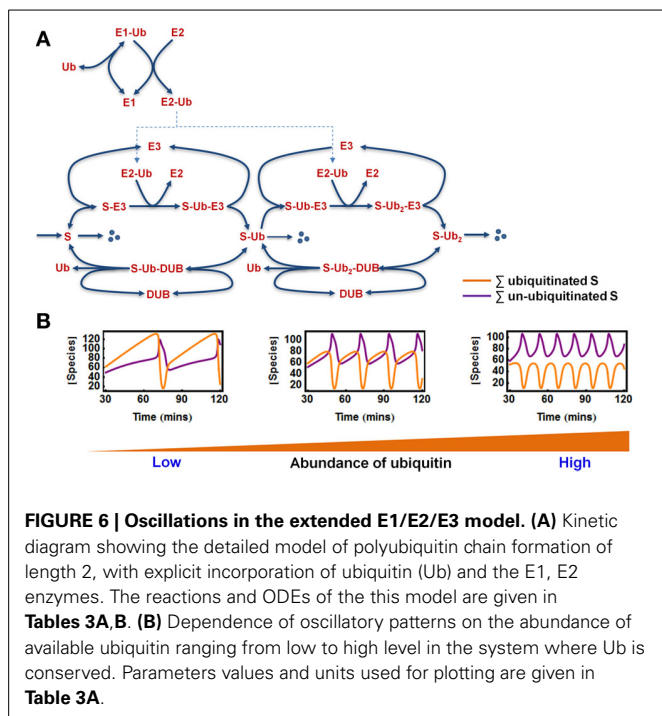 A
E1-Ub E2
Ub
E1 E2-Ub
E3 E3
E2-Ub E2 E2-Ub E2
S-E3 S-Ub-E3 S-Ub-E3 S-Ub₂-E3
S S-Ub S-Ub₂
Ub S-Ub-DUB Ub S-Ub₂-DUB
DUB DUB
∑ ubiquitinated S
∑ un-ubiquitinated S
B
[Species] 120 100 80 60 40 20
30 60 90 120
Time (mins)
[Species] 100 80 60 40 20
30 60 90 120
Time (mins)
[Species] 100 80 60 40 20
30 60 90 120
Time (mins)
Low Abundance of ubiquitin High
FIGURE 6 | Oscillations in the extended E1/E2/E3 model. (A) Kinetic
diagram showing the detailed model of polyubiquitin chain formation of
length 2, with explicit incorporation of ubiquitin (Ub) and the E1, E2
enzymes. The reactions and ODEs of the this model are given in
Tables 3A,B. (B) Dependence of oscillatory patterns on the abundance of
available ubiquitin ranging from low to high level in the system where Ub is
conserved. Parameters values and units used for plotting are given in
Table 3A.